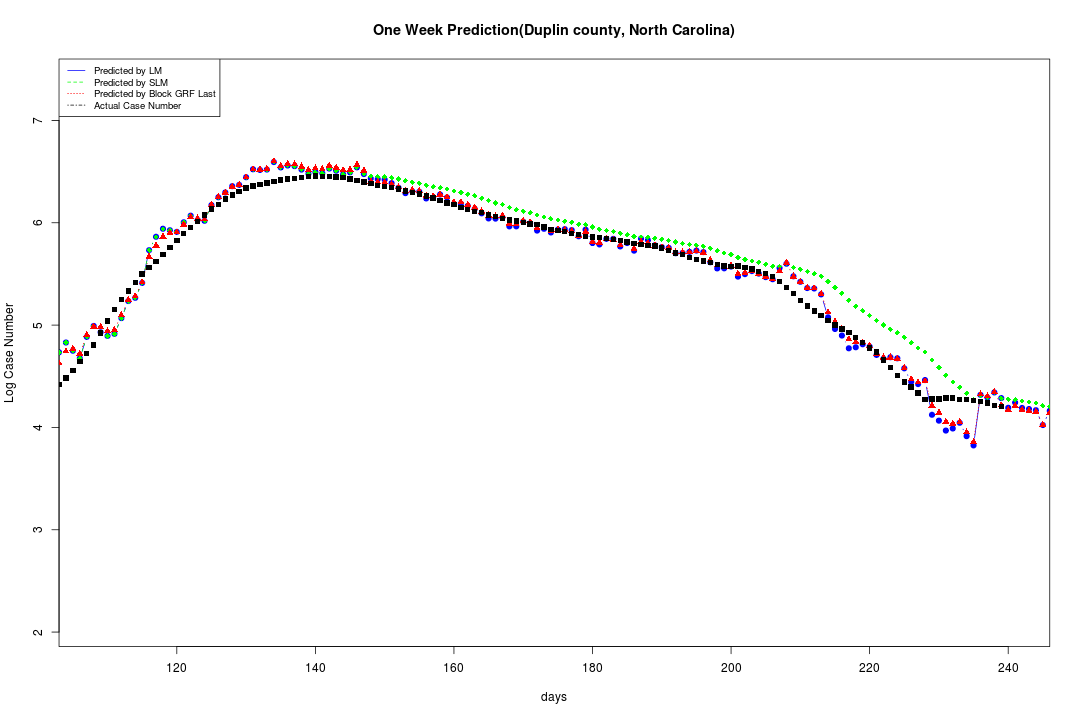 One Week Prediction(Duplin county, North Carolina)
Predicted by LM
Predicted by SLM
Predicted by Block GRF Last
Actual Case Number
Log Case Number
7
6
5
4
3
2
120 140 160 180 200 220 240
days